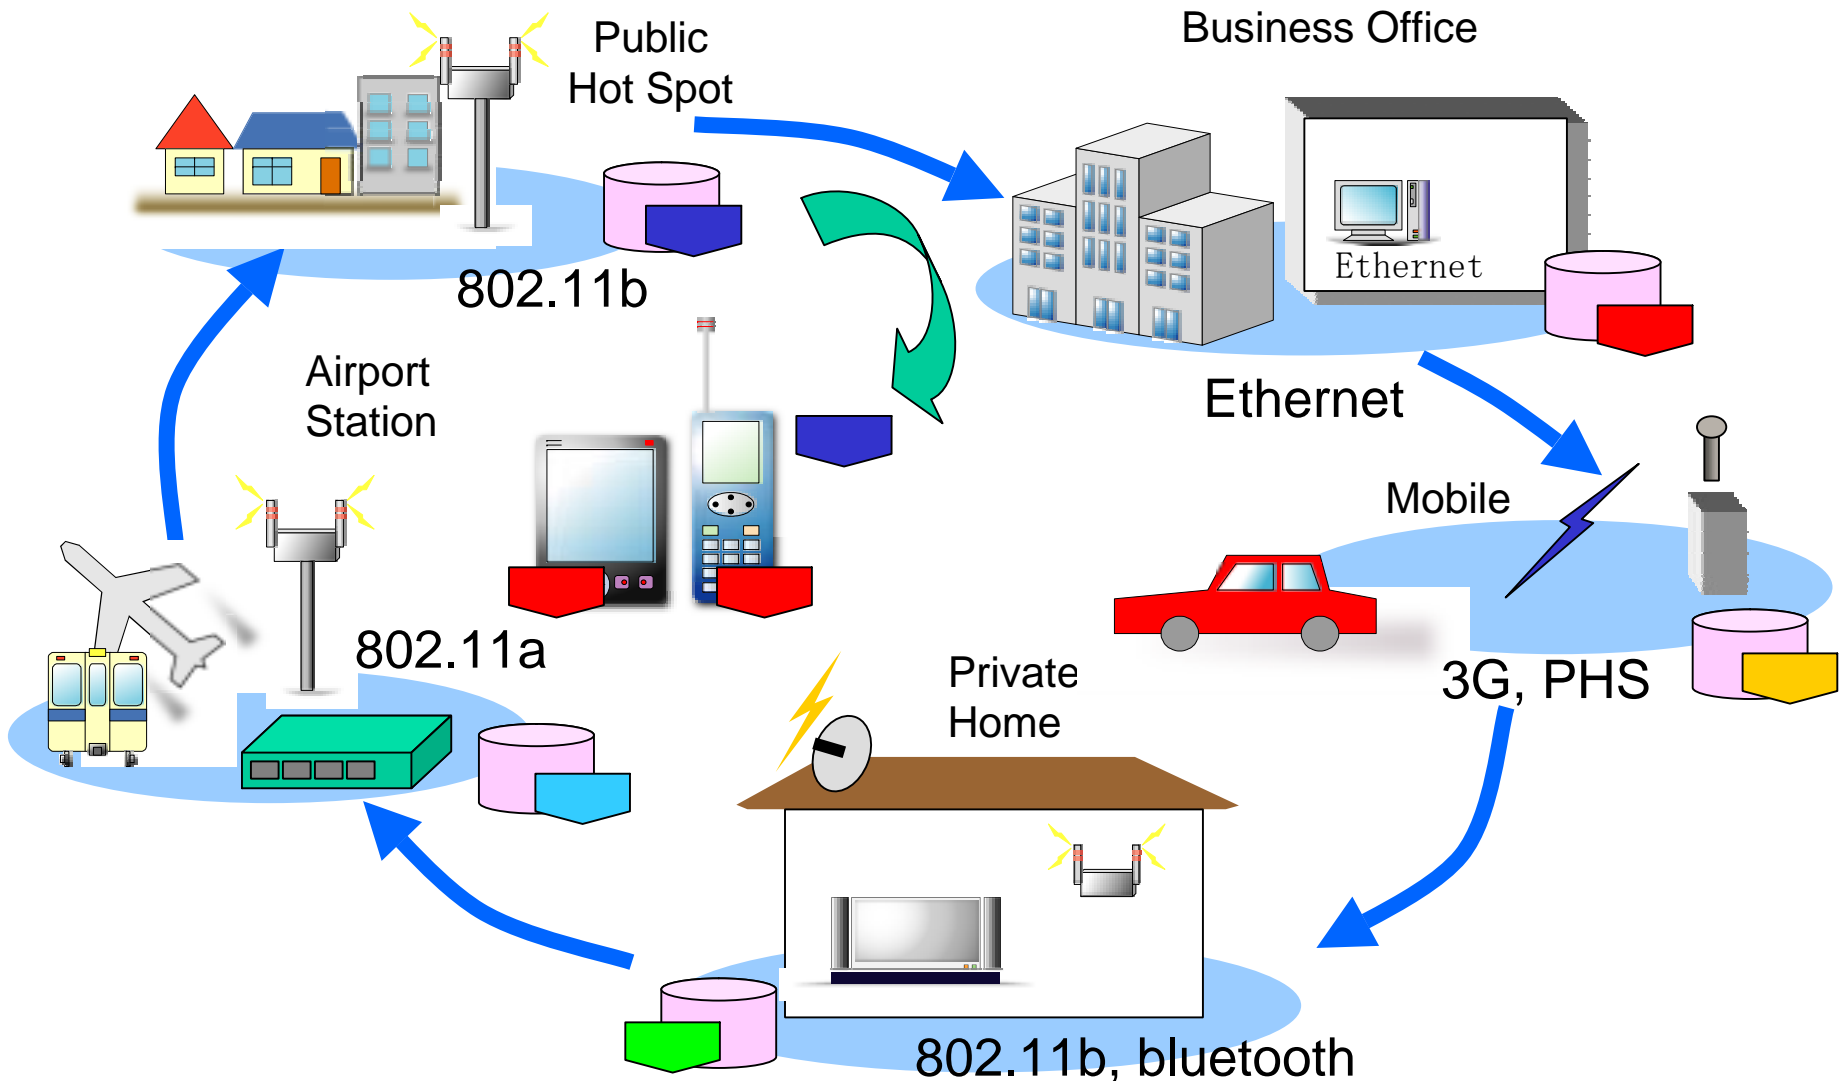 Public
Hot Spot
Business Office
802.11b
Ethernet
Airport
Station
Ethernet
Mobile
802.11a
3G, PHS
Private
Home
802.11b, bluetooth